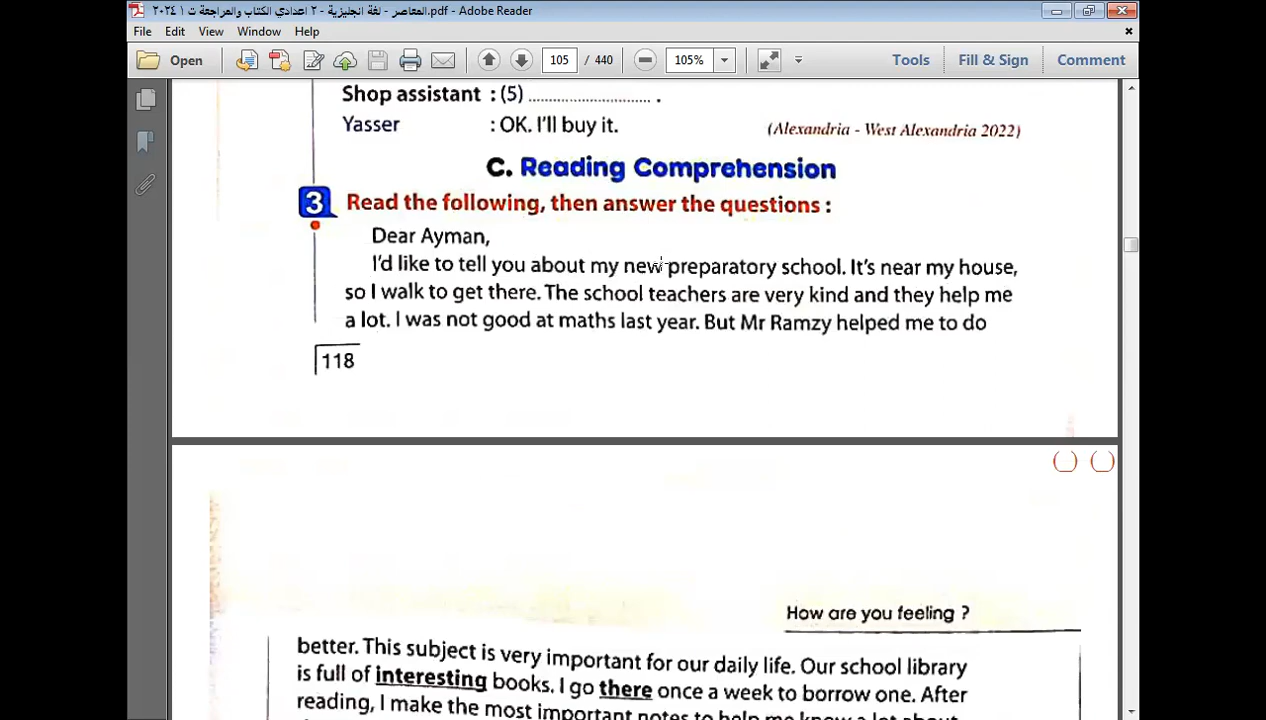 المعاصر - لغة انجليزية - ٢ اعدادي الكتاب والمراجعة ت ١ ٢٠٢٤.pdf - Adobe Reader
File Edit View Window Help
Open 105 / 440 105% Tools Fill & Sign Comment
Shop assistant : (5) .............................. .
Yasser : OK. I'll buy it. (Alexandria - West Alexandria 2022)
C. Reading Comprehension
3 Read the following, then answer the questions :
Dear Ayman,
I'd like to tell you about my new preparatory school. It's near my house,
so I walk to get there. The school teachers are very kind and they help me
a lot. I was not good at maths last year. But Mr Ramzy helped me to do
118
How are you feeling ?
better. This subject is very important for our daily life. Our school library
is full of interesting books. I go there once a week to borrow one. After
reading, I make the most important notes to help me know a lot about